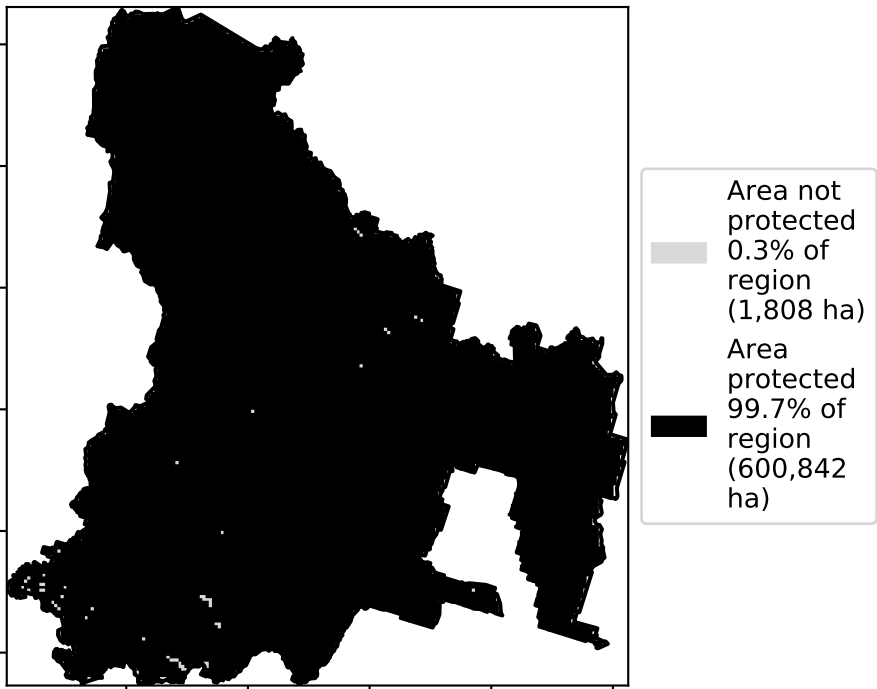 Area not
protected
0.3% of
region
(1,808 ha)
Area
protected
99.7% of
region
(600,842
ha)